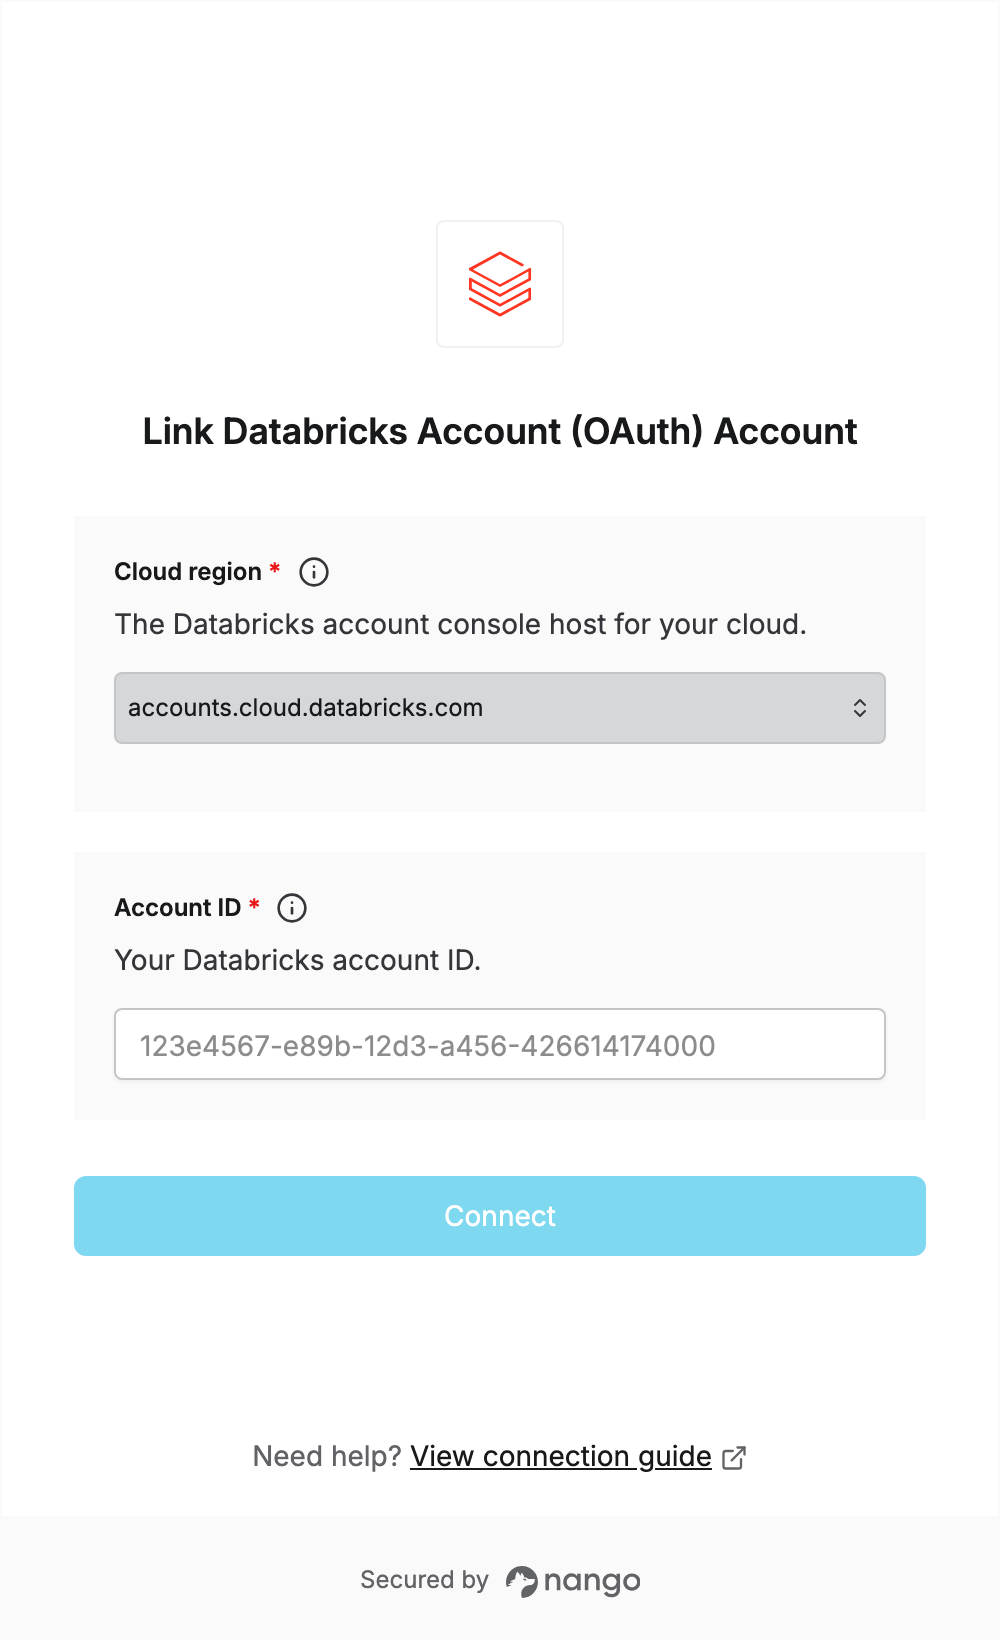 Link Databricks Account (OAuth) Account
Cloud region *
The Databricks account console host for your cloud.
accounts.cloud.databricks.com
Account ID *
Your Databricks account ID.
123e4567-e89b-12d3-a456-426614174000
Connect
Need help? View connection guide
Secured by nango